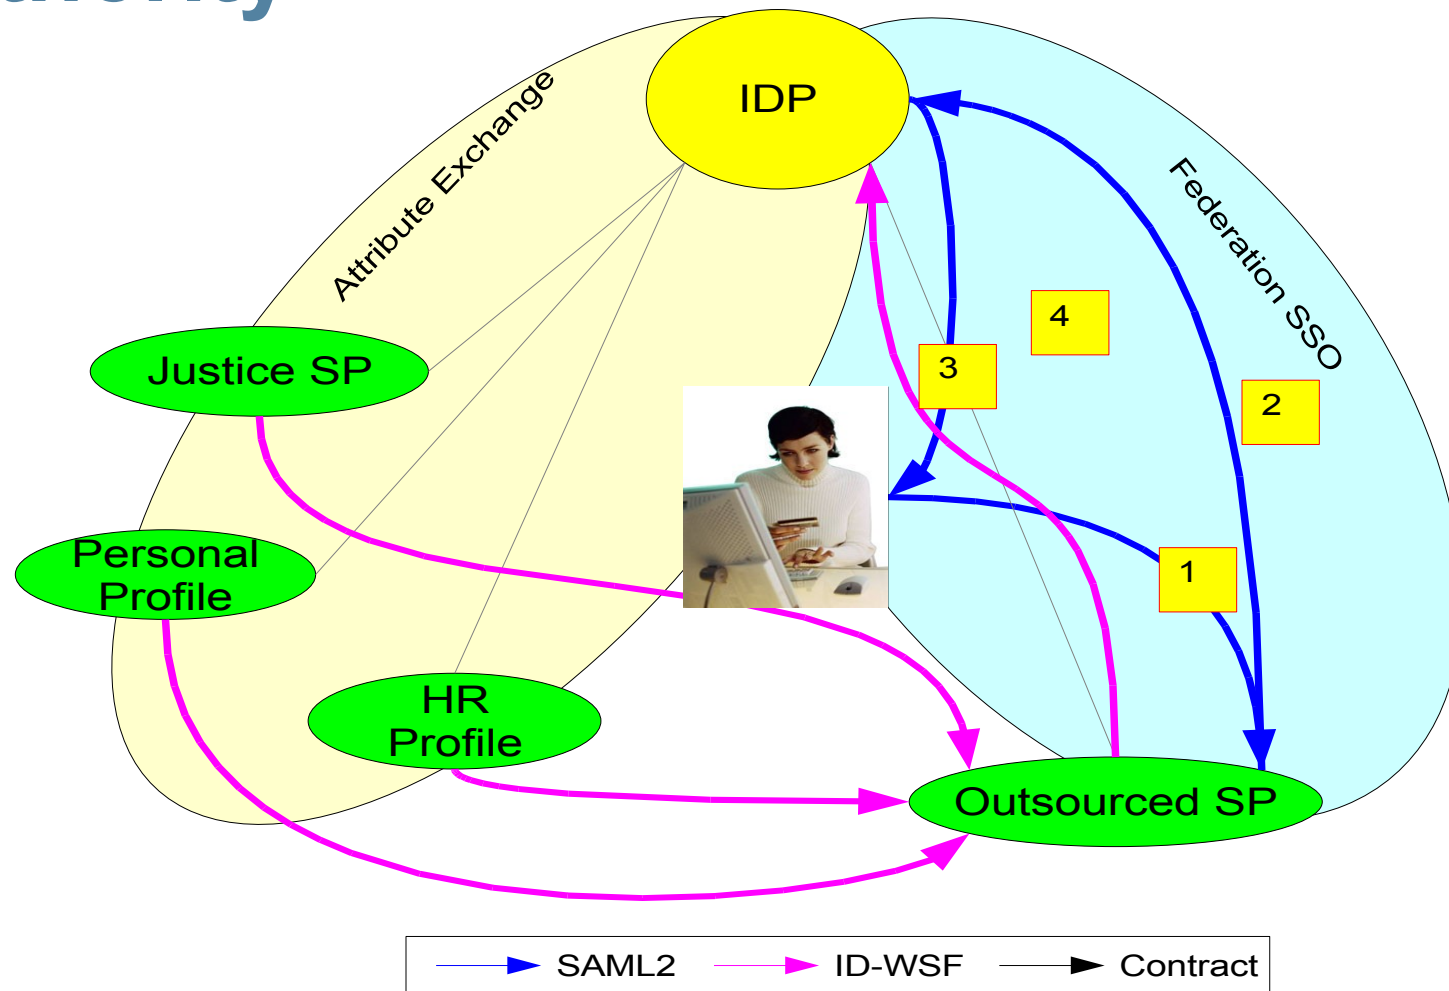 IDP
Attribute Exchange
Federation SSO
4
3
2
Justice SP
Personal
Profile
1
HR
Profile
Outsourced SP
SAML2
ID-WSF
Contract